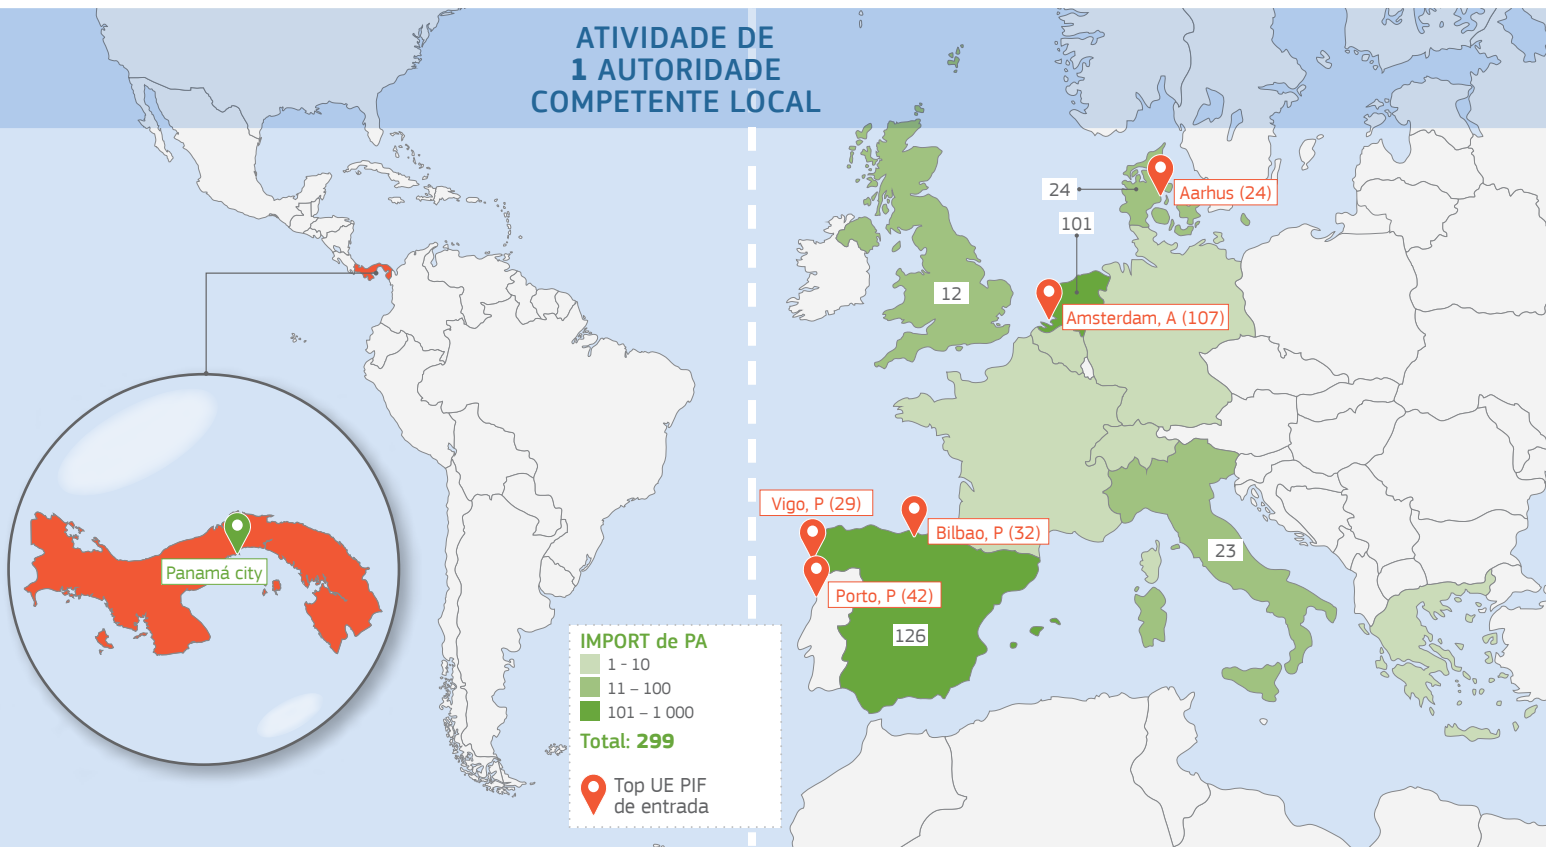 ATIVIDADE DE
1 AUTORIDADE
COMPETENTE LOCAL
24
Aarhus (24)
101
12
Amsterdam, A (107)
Vigo, P (29)
Bilbao, P (32)
23
Panamá city
Porto, P (42)
126
IMPORT de PA
1 - 10
11 – 100
101 – 1 000
Total: 299
Top UE PIF
de entrada